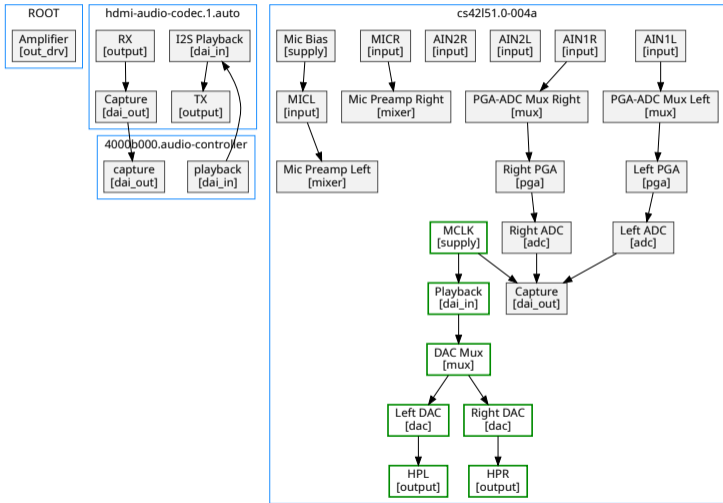 ROOT
Amplifier
[out_drv]
hdmi-audio-codec.1.auto
RX
[output]
I2S Playback
[dai_in]
Capture
[dai_out]
TX
[output]
4000b000.audio-controller
capture
[dai_out]
playback
[dai_in]
cs42l51.0-004a
Mic Bias
[supply]
MICR
[input]
AIN2R
[input]
AIN2L
[input]
AIN1R
[input]
AIN1L
[input]
MICL
[input]
Mic Preamp Right
[mixer]
PGA-ADC Mux Right
[mux]
PGA-ADC Mux Left
[mux]
Mic Preamp Left
[mixer]
Right PGA
[pga]
Left PGA
[pga]
MCLK
[supply]
Right ADC
[adc]
Left ADC
[adc]
Playback
[dai_in]
Capture
[dai_out]
DAC Mux
[mux]
Left DAC
[dac]
Right DAC
[dac]
HPL
[output]
HPR
[output]